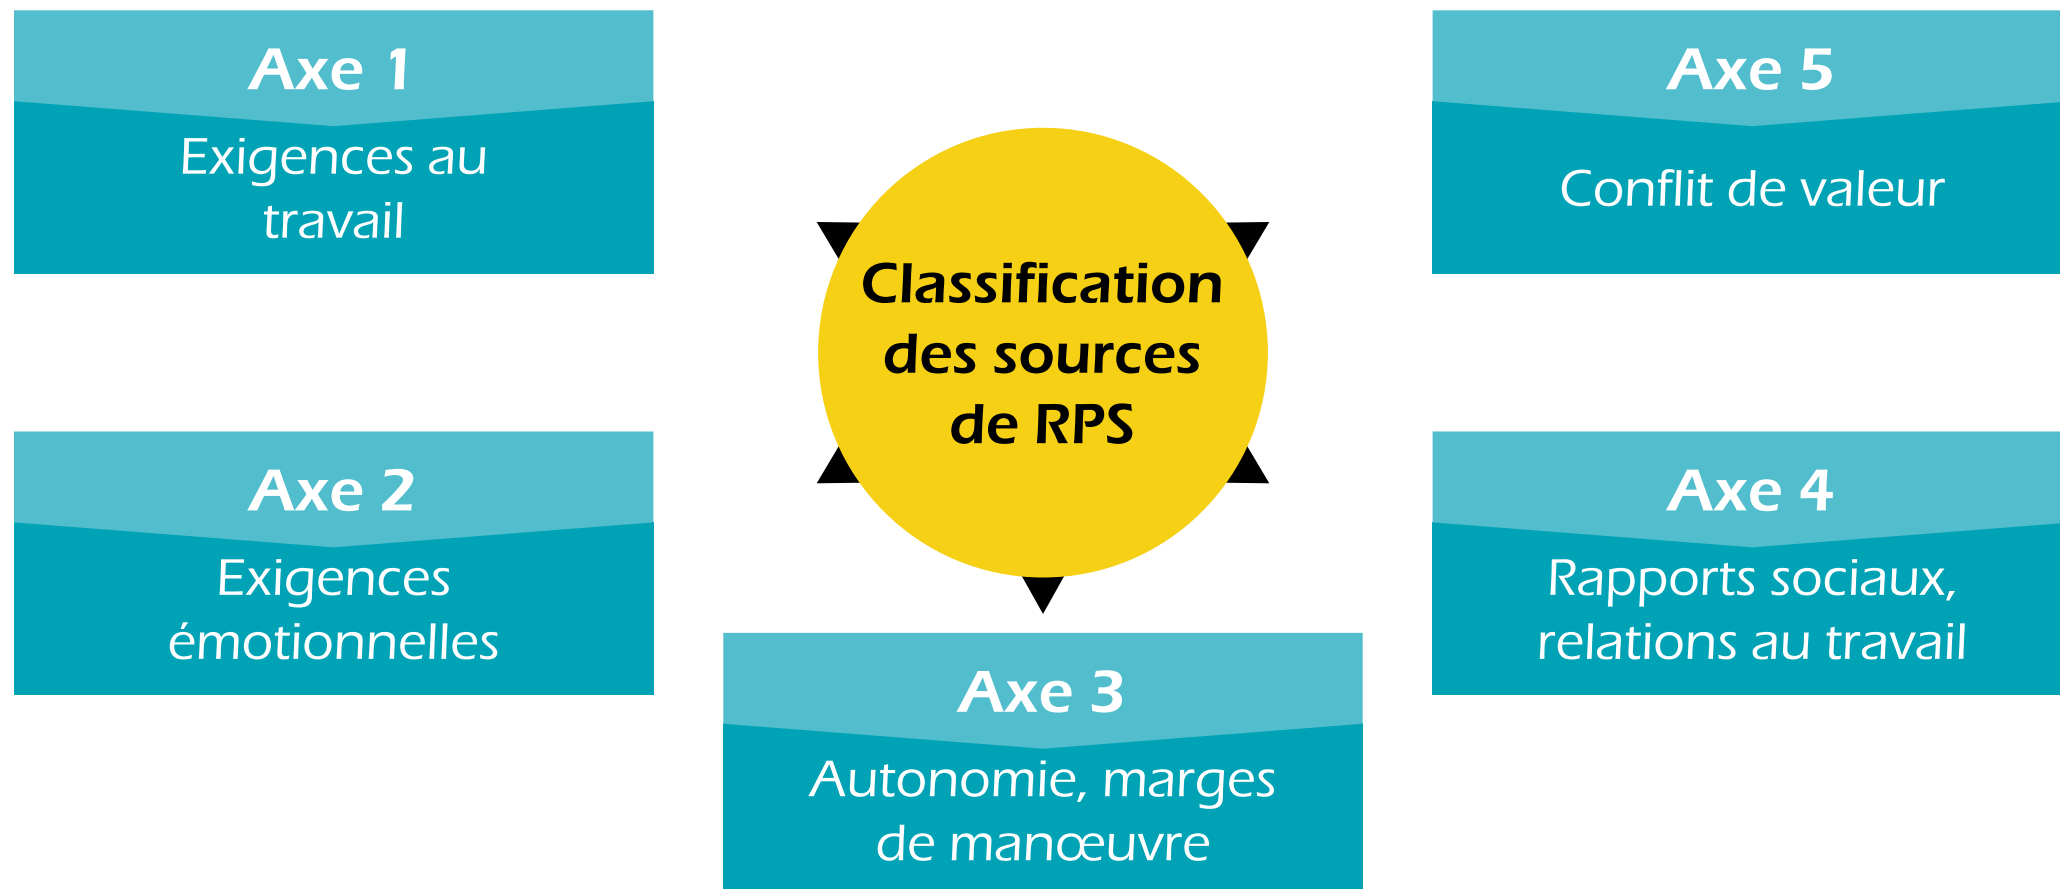 Axe 1
Exigences au
travail
Axe 2
Exigences
émotionnelles
Classification
des sources
de RPS
Axe 3
Autonomie, marges
de manœuvre
Axe 5
Conflit de valeur
Axe 4
Rapports sociaux,
relations au travail